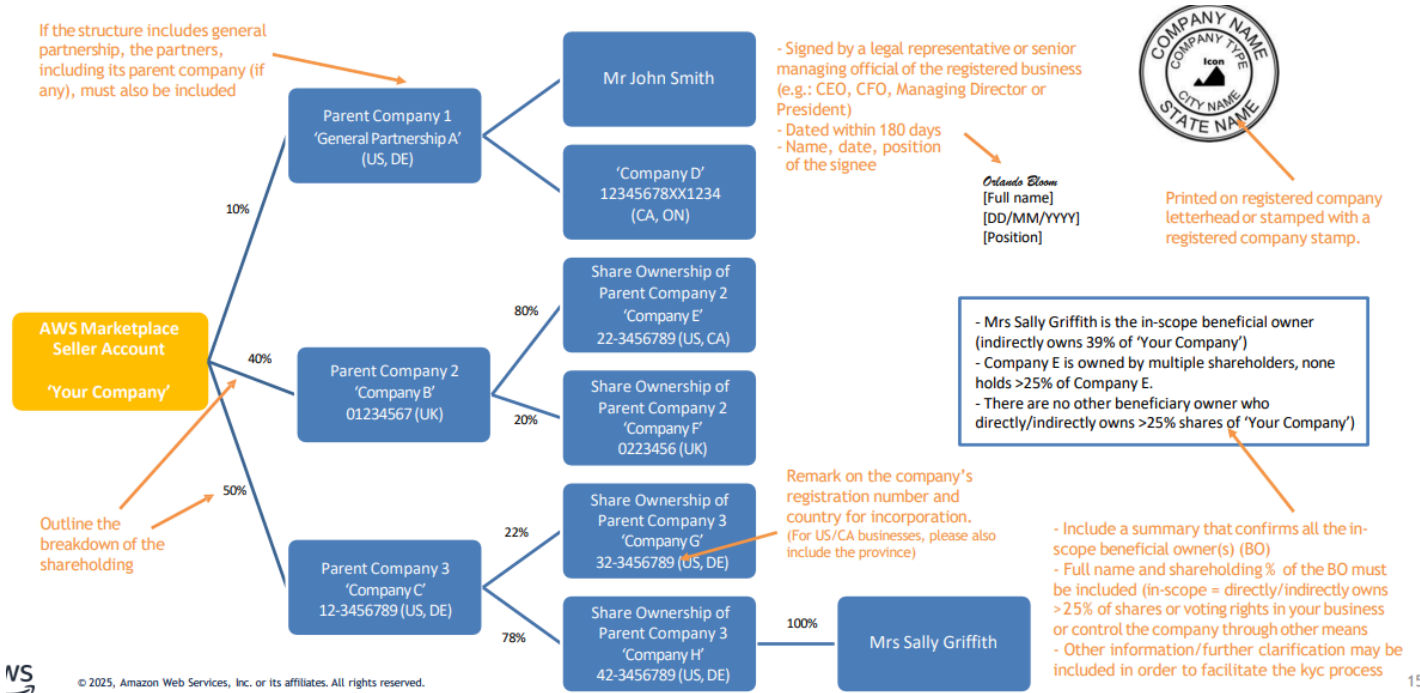 If the structure includes general
partnership, the partners,
including its parent company (if
any), must also be included
Parent Company 1
‘General Partnership A’
(US, DE)
Mr John Smith
‘Company D’
12345678XX1234
(CA, ON)
- Signed by a legal representative or senior
managing official of the registered business
(e.g.: CEO, CFO, Managing Director or
President)
- Dated within 180 days
- Name, date, position
of the signee
Orlando Bloom
[Full name]
[DD/MM/YYYY]
[Position]
COMPANY NAME
COMPANY TYPE
Icon
CITY NAME
STATE NAME
Printed on registered company
letterhead or stamped with a
registered company stamp.
10%
40%
50%
AWS Marketplace
Seller Account
‘Your Company’
Outline the
breakdown of the
shareholding
Parent Company 2
‘Company B’
01234567 (UK)
80%
20%
Share Ownership of
Parent Company 2
‘Company E’
22-3456789 (US, CA)
Share Ownership of
Parent Company 2
‘Company F’
0223456 (UK)
- Mrs Sally Griffith is the in-scope beneficial owner
(indirectly owns 39% of ‘Your Company’)
- Company E is owned by multiple shareholders, none
holds >25% of Company E.
- There are no other beneficiary owner who
directly/indirectly owns >25% shares of ‘Your Company’)
Parent Company 3
‘Company C’
12-3456789 (US, DE)
22%
78%
Share Ownership of
Parent Company 3
‘Company G’
32-3456789 (US, DE)
Share Ownership of
Parent Company 3
‘Company H’
42-3456789 (US, DE)
Remark on the company’s
registration number and
country for incorporation.
(For US/CA businesses, please also
include the province)
100%
Mrs Sally Griffith
- Include a summary that confirms all the in-
scope beneficial owner(s) (BO)
- Full name and shareholding % of the BO must
be included (in-scope = directly/indirectly owns
>25% of shares or voting rights in your business
or control the company through other means
- Other information/further clarification may be
included in order to facilitate the kyc process
© 2025, Amazon Web Services, Inc. or its affiliates. All rights reserved.